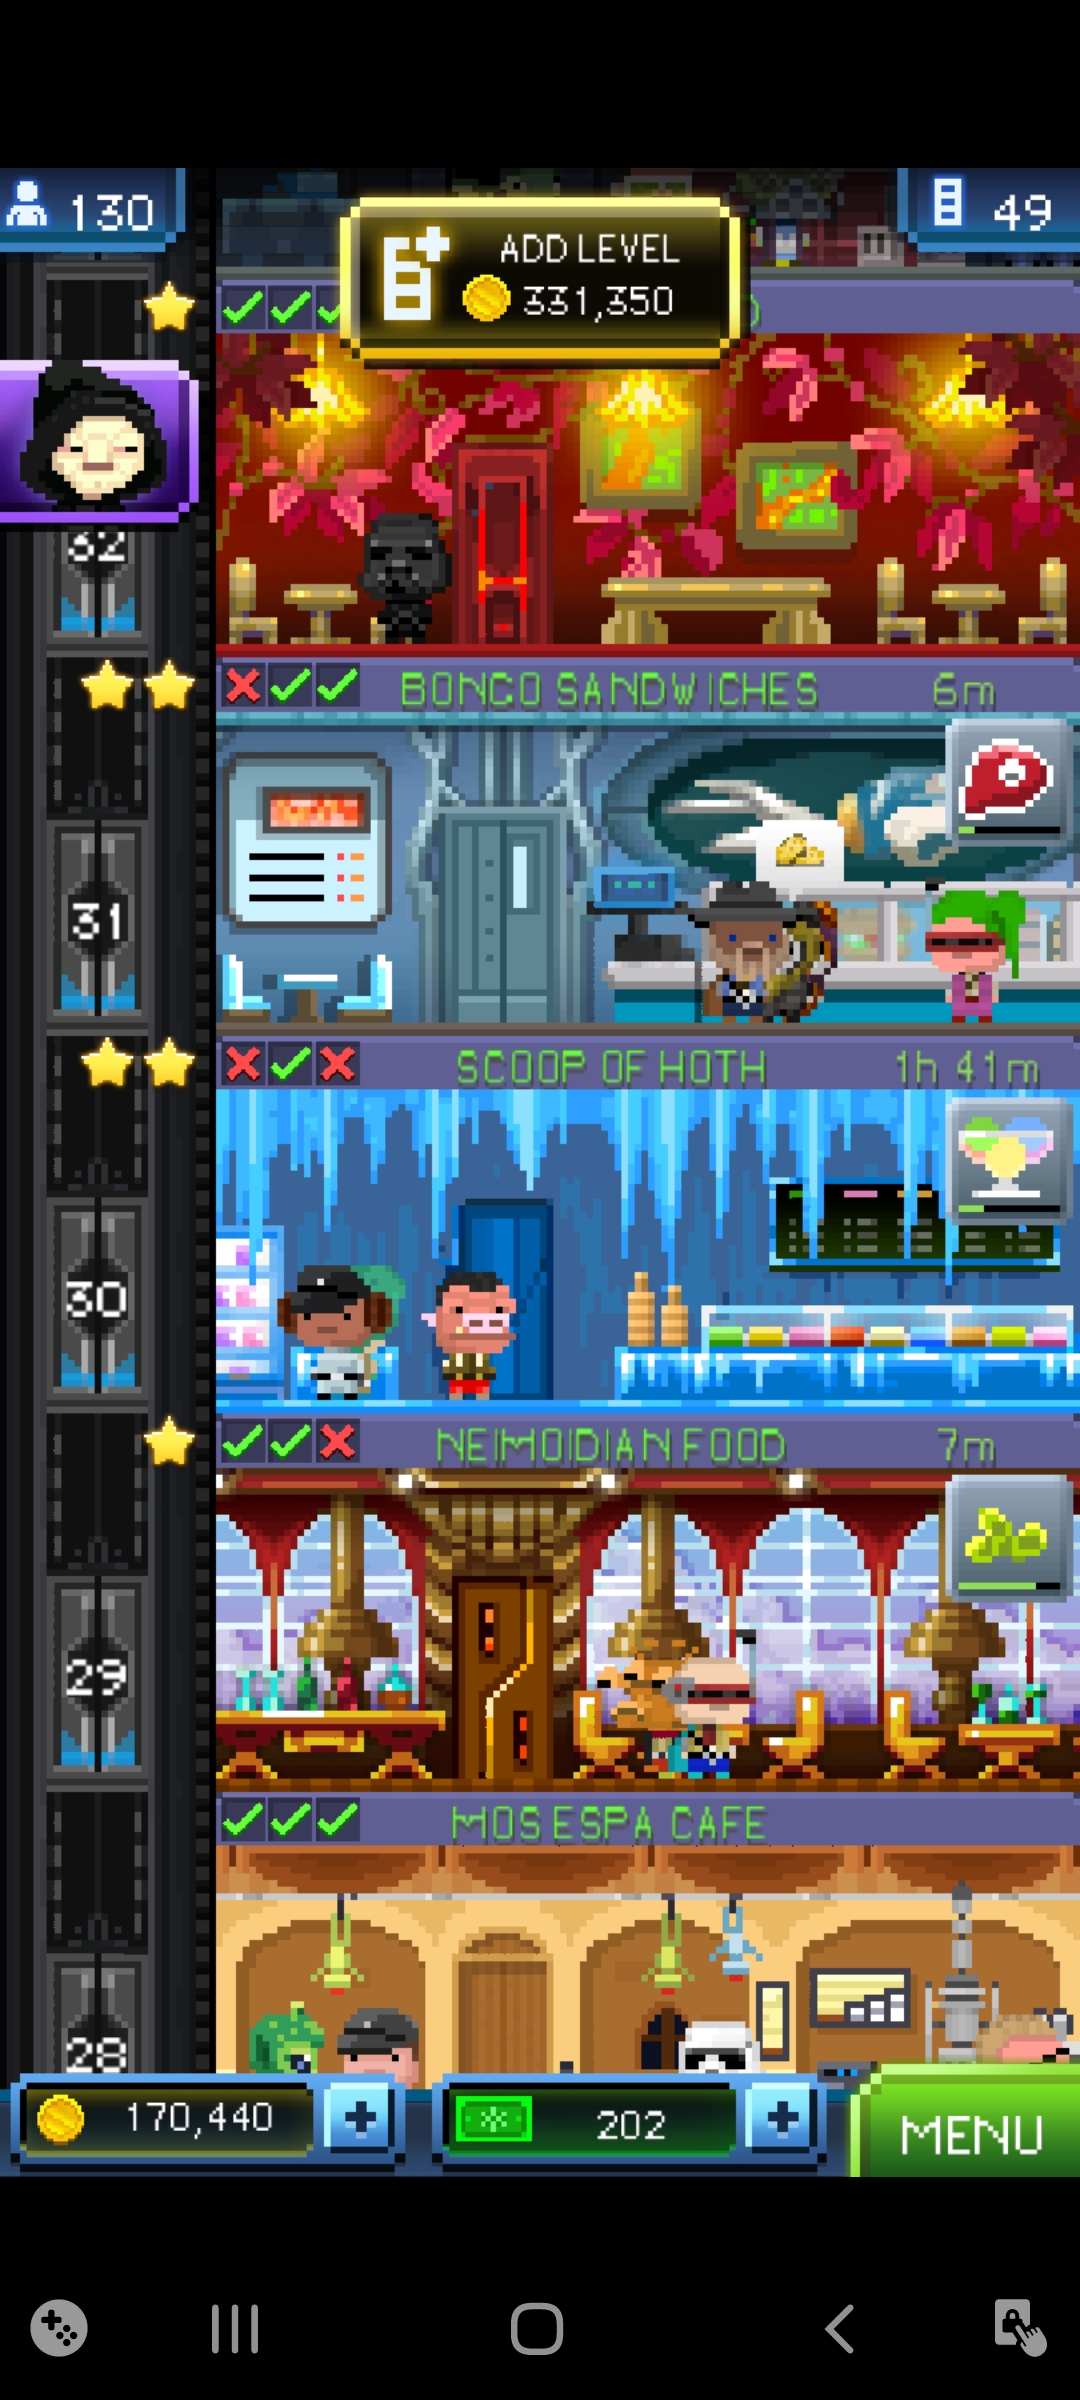 130
49
ADD LEVEL
331,350
32
BONGO SANDWICHES 6m
31
SCOOP OF HOTH 1h 41m
30
NEIMOIDIAN FOOD 7m
29
MOS ESPA CAFE
28
170,440
202
MENU